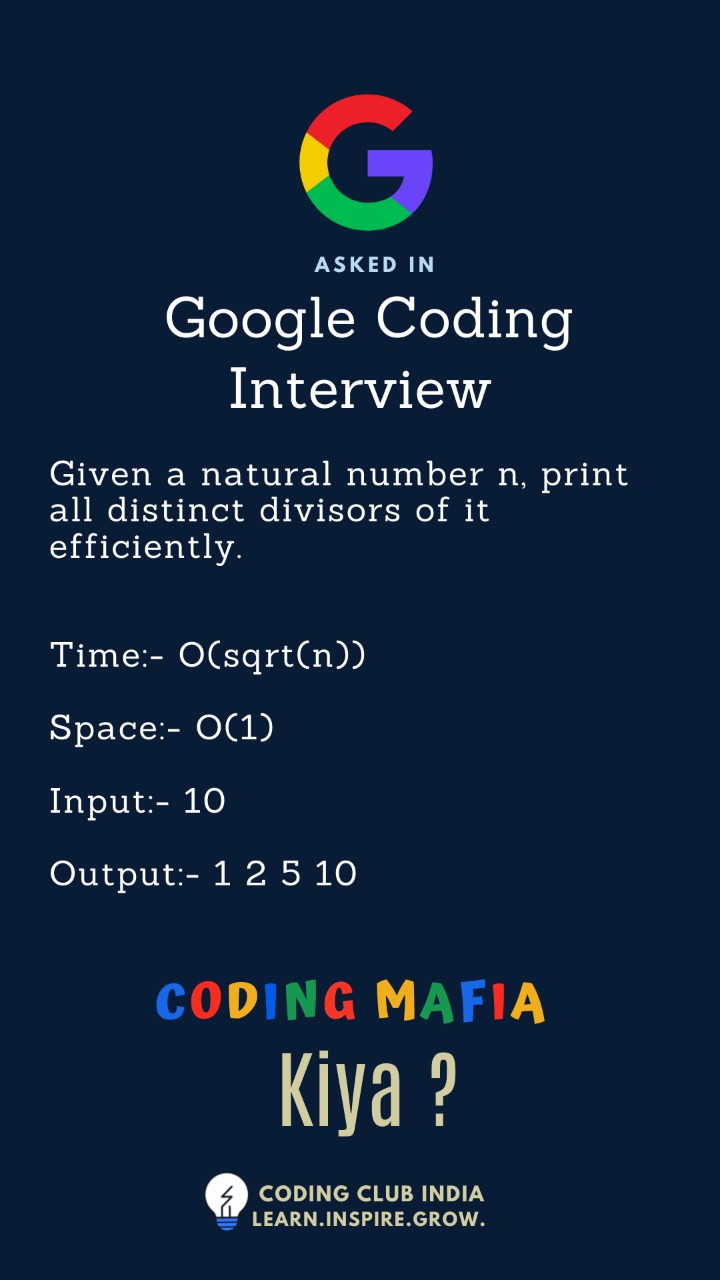 ASKED IN
Google Coding
Interview
Given a natural number n, print
all distinct divisors of it
efficiently.
Time:- O(sqrt(n))
Space:- O(1)
Input:- 10
Output:- 1 2 5 10
CODING MAFIA
Kiya ?
CODING CLUB INDIA
LEARN.INSPIRE.GROW.